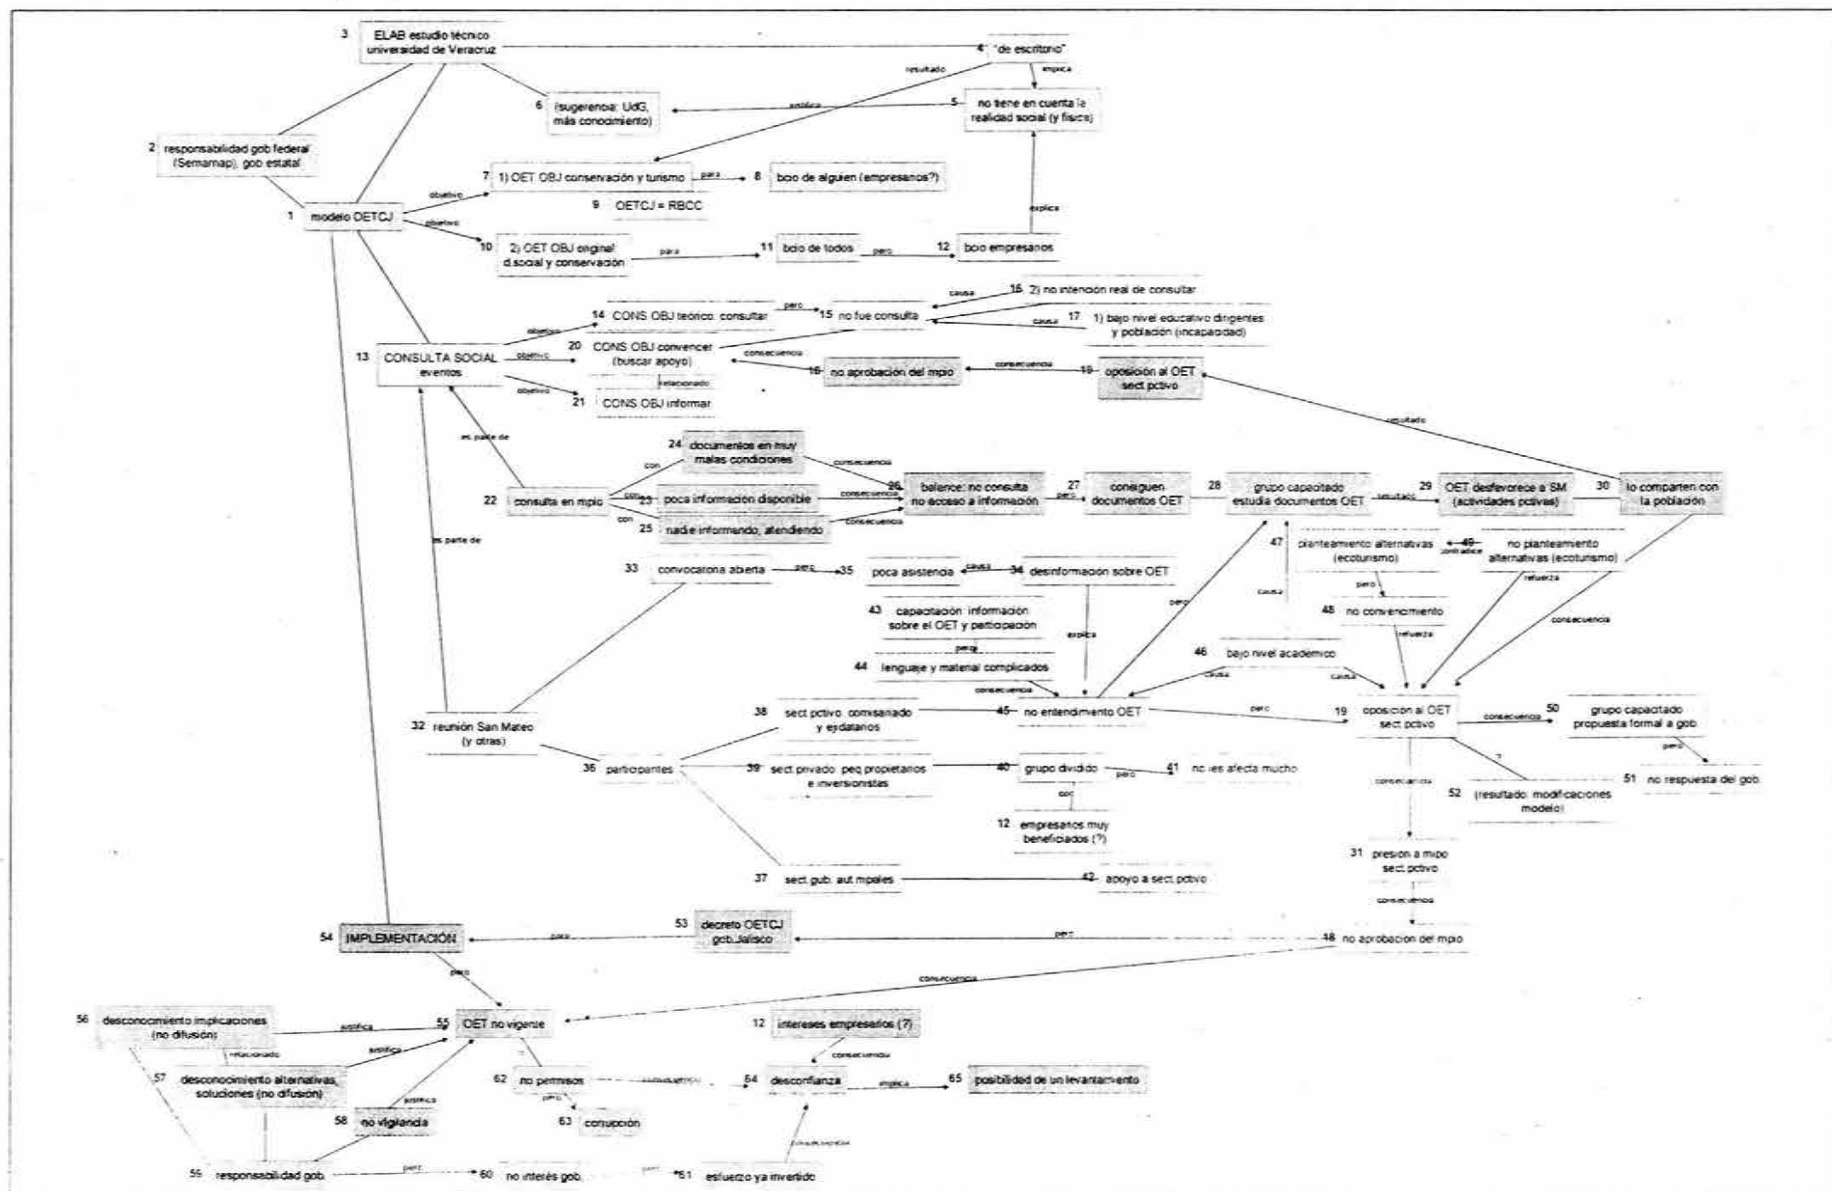 3 ELAB estudio técnico
universidad de Veracruz
4 "de escritorio"
resultado
implica
6 (sugerencia: UdG,
más conocimiento)
justifica
5 no tiene en cuenta la
realidad social (y física)
2 responsabilidad gob federal
(Semarnap), gob estatal
7 1) OET OBJ conservación y turismo
para
8 bcio de alguien (empresarios?)
objetivo
9 OETCJ = RBCC
1 modelo OETCJ
objetivo
explica
10 2) OET OBJ original:
d.social y conservación
para
11 bcio de todos
pero
12 bcio empresarios
causa
16 2) no intención real de consultar
14 CONS OBJ teórico: consultar
pero
15 no fue consulta
causa
17 1) bajo nivel educativo dirigentes
y población (incapacidad)
objetivo
13 CONSULTA SOCIAL
eventos
objetivo
20 CONS OBJ convencer
(buscar apoyo)
consecuencia
18 no aprobación del mpio
consecuencia
19 oposición al OET
sect.pctivo
relacionado
objetivo
21 CONS OBJ informar
resultado
es parte de
24 documentos en muy
malas condiciones
con
consecuencia
22 consulta en mpio
con
23 poca información disponible
consecuencia
26 balance: no consulta
no acceso a información
pero
27 consiguen
documentos OET
28 grupo capacitado
estudia documentos OET
resultado
29 OET desfavorece a SM
(actividades pctivas)
30 lo comparten con
la población
con
25 nadie informando, atendiendo
consecuencia
es parte de
47 planteamiento alternativas
(ecoturismo)
contradice
49 no planteamiento
alternativas (ecoturismo)
33 convocatoria abierta
pero
35 poca asistencia
causa
34 desinformación sobre OET
pero
refuerza
causa
pero
43 capacitación: información
sobre el OET y participación
48 no convencimiento
consecuencia
explica
refuerza
pero
44 lenguaje y material complicados
46 bajo nivel académico
consecuencia
causa
causa
32 reunión San Mateo
(y otras)
38 sect.pctivo: comisariado
y ejidatarios
45 no entendimiento OET
pero
19 oposición al OET
sect.pctivo
consecuencia
50 grupo capacitado
propuesta formal a gob.
pero
36 participantes
39 sect.privado: peq.propietarios
e inversionistas
40 grupo dividido
pero
41 no les afecta mucho
?
51 no respuesta del gob.
consecuencia
52 (resultado: modificaciones
modelo)
12 empresarios muy
beneficiados (?)
31 presión a mipo
sect.pctivo
37 sect.gub: aut.mpales
42 apoyo a sect.pctivo
consecuencia
54 IMPLEMENTACIÓN
para
53 decreto OETCJ
gob.Jalisco
pero
18 no aprobación del mpio
pero
consecuencia
56 desconocimiento implicaciones
(no difusión)
justifica
55 OET no vigente
12 intereses empresarios (?)
relacionado
justifica
?
consecuencia
57 desconocimiento alternativas,
soluciones (no difusión)
62 no permisos
consecuencia
64 desconfianza
implica
65 posibilidad de un levantamiento
justifica
pero
58 no vigilancia
63 corrupción
consecuencia
59 responsabilidad gob.
pero
60 no interés gob.
pero
61 esfuerzo ya invertido